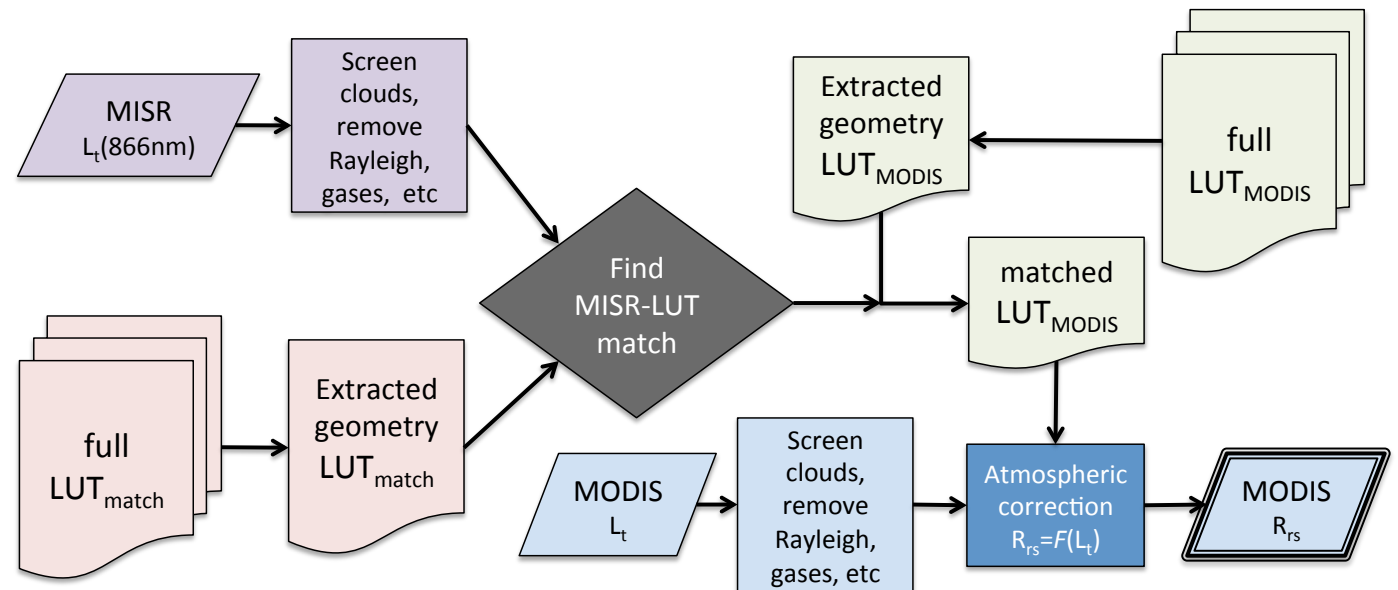 MISR
Lt(866nm)
Screen
clouds,
remove
Rayleigh,
gases, etc
Extracted
geometry
LUTMODIS
full
LUTMODIS
Find
MISR-LUT
match
matched
LUTMODIS
full
LUTmatch
Extracted
geometry
LUTmatch
MODIS
Lt
Screen
clouds,
remove
Rayleigh,
gases, etc
Atmospheric
correction
Rrs=F(Lt)
MODIS
Rrs